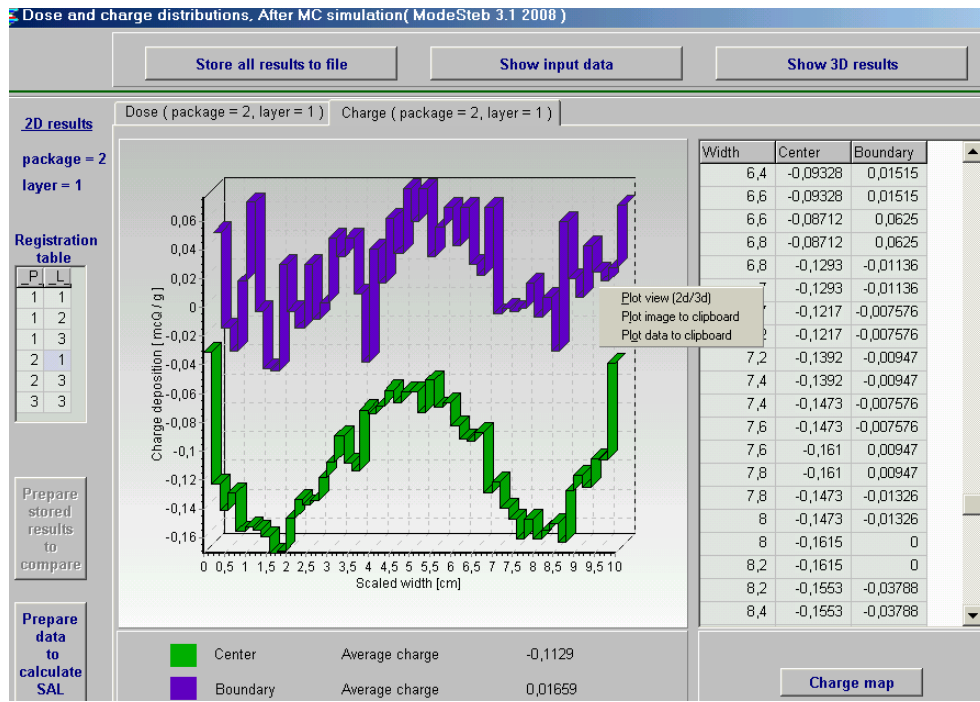 Dose and charge distributions, After MC simulation( ModeSteb 3.1 2008 )
Store all results to file
Show input data
Show 3D results
2D results
package = 2
layer = 1
Registration
table
_P_ _L_
1 1
1 2
1 3
2 1
2 3
3 3
Prepare
stored
results
to
compare
Prepare
data
to
calculate
SAL
Dose ( package = 2, layer = 1 )
Charge ( package = 2, layer = 1 )
Charge deposition [ mcQ / g ]
0,06
0,04
0,02
0
-0,02
-0,04
-0,06
-0,08
-0,1
-0,12
-0,14
-0,16
0 0,5 1 1,5 2 2,5 3 3,5 4 4,5 5 5,5 6 6,5 7 7,5 8 8,5 9 9,5 10
Scaled width [cm]
Plot view (2d/3d)
Plot image to clipboard
Plot data to clipboard
Width Center Boundary
6,4 -0,09328 0,01515
6,6 -0,09328 0,01515
6,6 -0,08712 0,0625
6,8 -0,08712 0,0625
6,8 -0,1293 -0,01136
-0,1293 -0,01136
-0,1217 -0,007576
-0,1217 -0,007576
7,2 -0,1392 -0,00947
7,4 -0,1392 -0,00947
7,4 -0,1473 -0,007576
7,6 -0,1473 -0,007576
7,6 -0,161 0,00947
7,8 -0,161 0,00947
7,8 -0,1473 -0,01326
8 -0,1473 -0,01326
8 -0,1615 0
8,2 -0,1615 0
8,2 -0,1553 -0,03788
8,4 -0,1553 -0,03788
Center Average charge -0,1129
Boundary Average charge 0,01659
Charge map